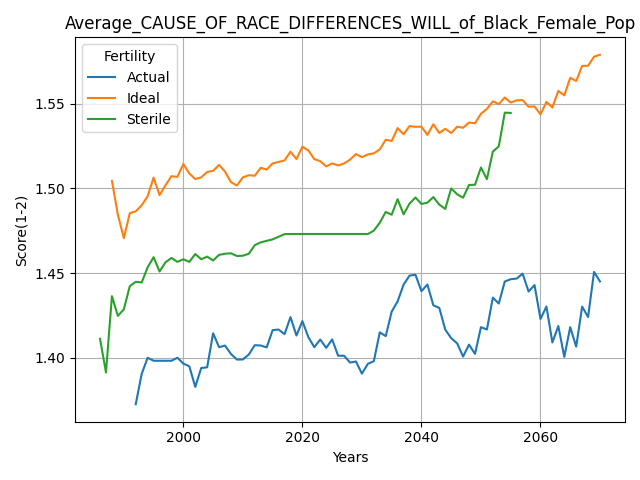 Average_CAUSE_OF_RACE_DIFFERENCES_WILL_of_Black_Female_Pop
Fertility
Actual
Ideal
Sterile
Score(1-2)
1.55
1.50
1.45
1.40
2000 2020 2040 2060
Years